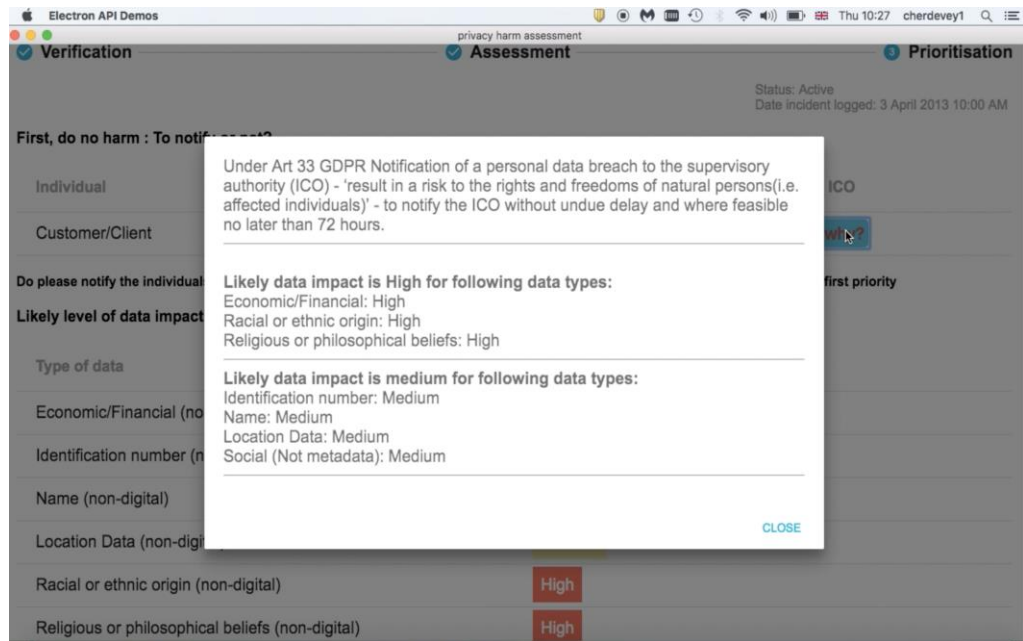 Electron API Demos
Thu 10:27 cherdevey1
privacy harm assessment
Verification Assessment 3 Prioritisation
Status: Active
Date incident logged: 3 April 2013 10:00 AM
First, do no harm : To notify or not?
Individual ICO
Customer/Client why?
Do please notify the individual first priority
Likely level of data impact
Type of data
Economic/Financial (no
Identification number (n
Name (non-digital)
Location Data (non-digi
Racial or ethnic origin (non-digital) High
Religious or philosophical beliefs (non-digital) High
Under Art 33 GDPR Notification of a personal data breach to the supervisory
authority (ICO) - ‘result in a risk to the rights and freedoms of natural persons(i.e.
affected individuals)' - to notify the ICO without undue delay and where feasible
no later than 72 hours.
Likely data impact is High for following data types:
Economic/Financial: High
Racial or ethnic origin: High
Religious or philosophical beliefs: High
Likely data impact is medium for following data types:
Identification number: Medium
Name: Medium
Location Data: Medium
Social (Not metadata): Medium
CLOSE